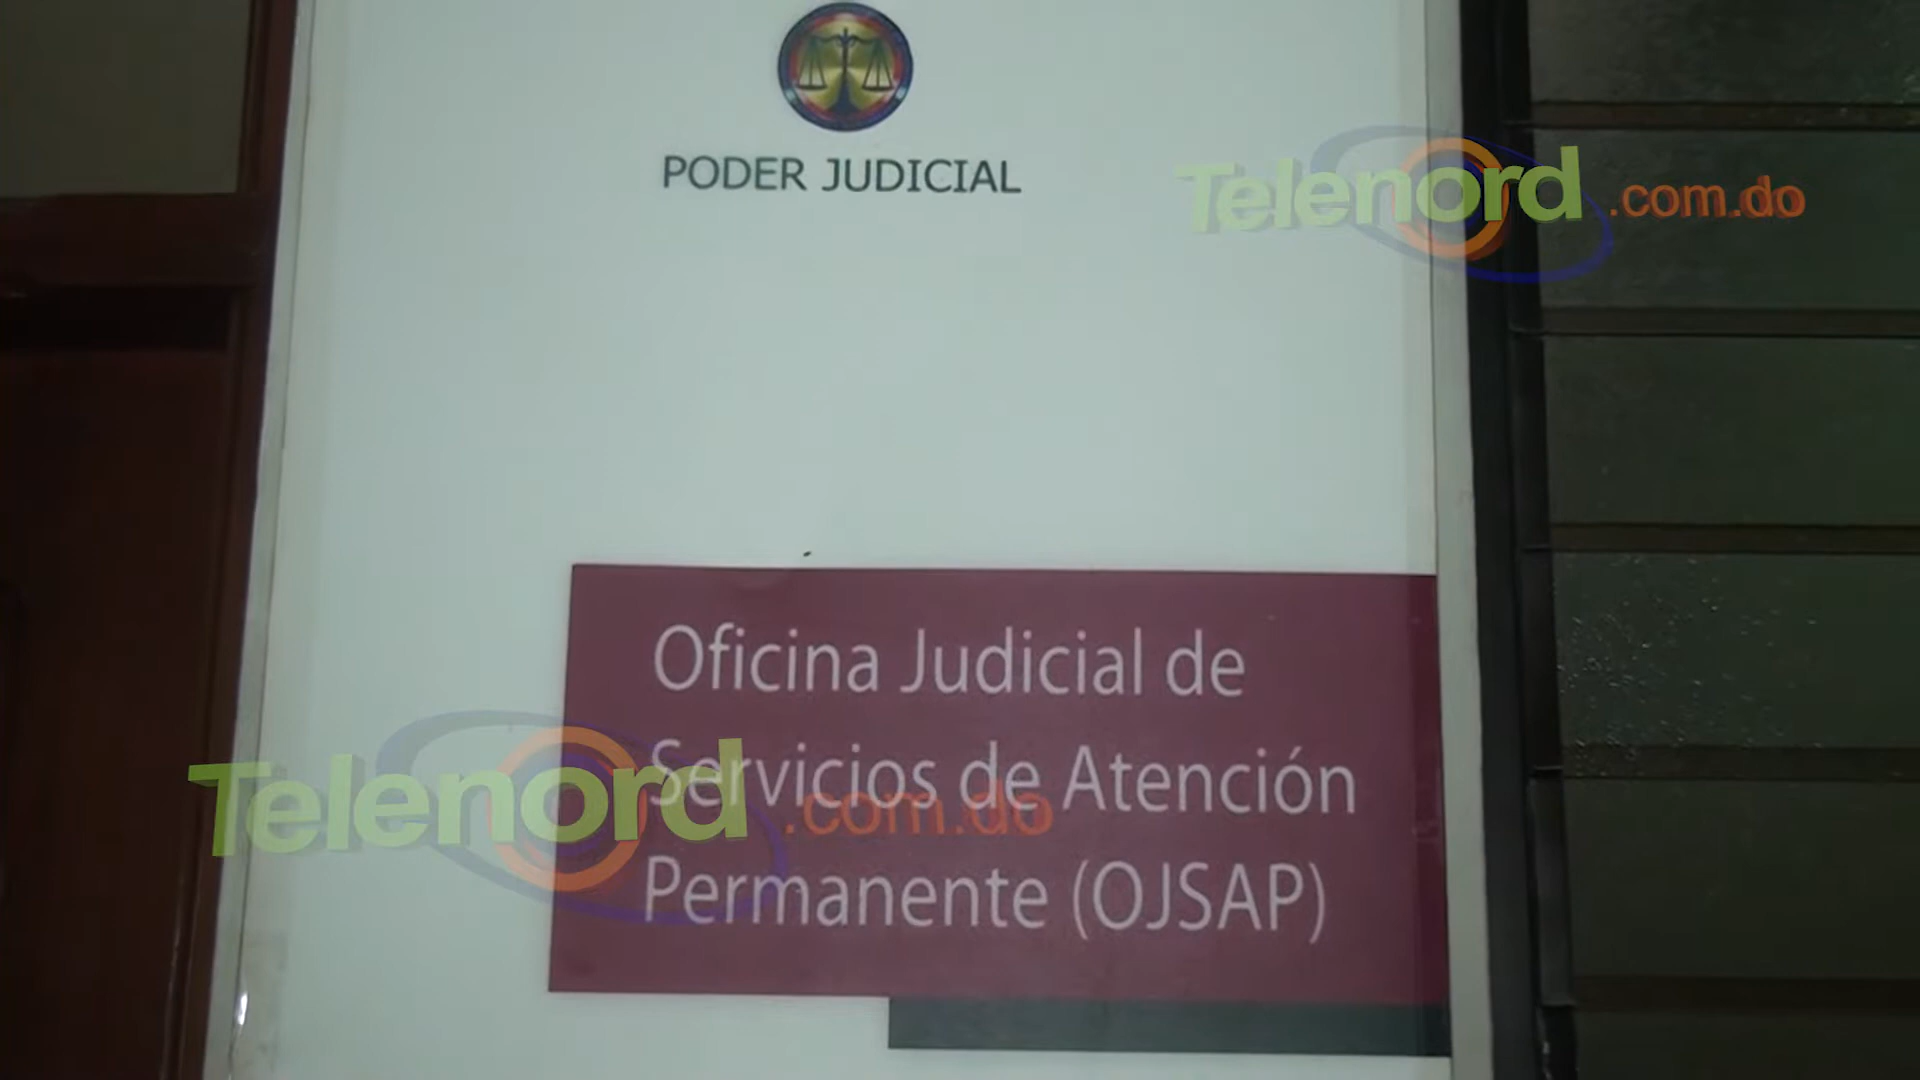 PODER JUDICIAL
Telenord.com.do
Oficina Judicial de
Servicios de Atención
Permanente (OJSAP)
Telenord.com.do